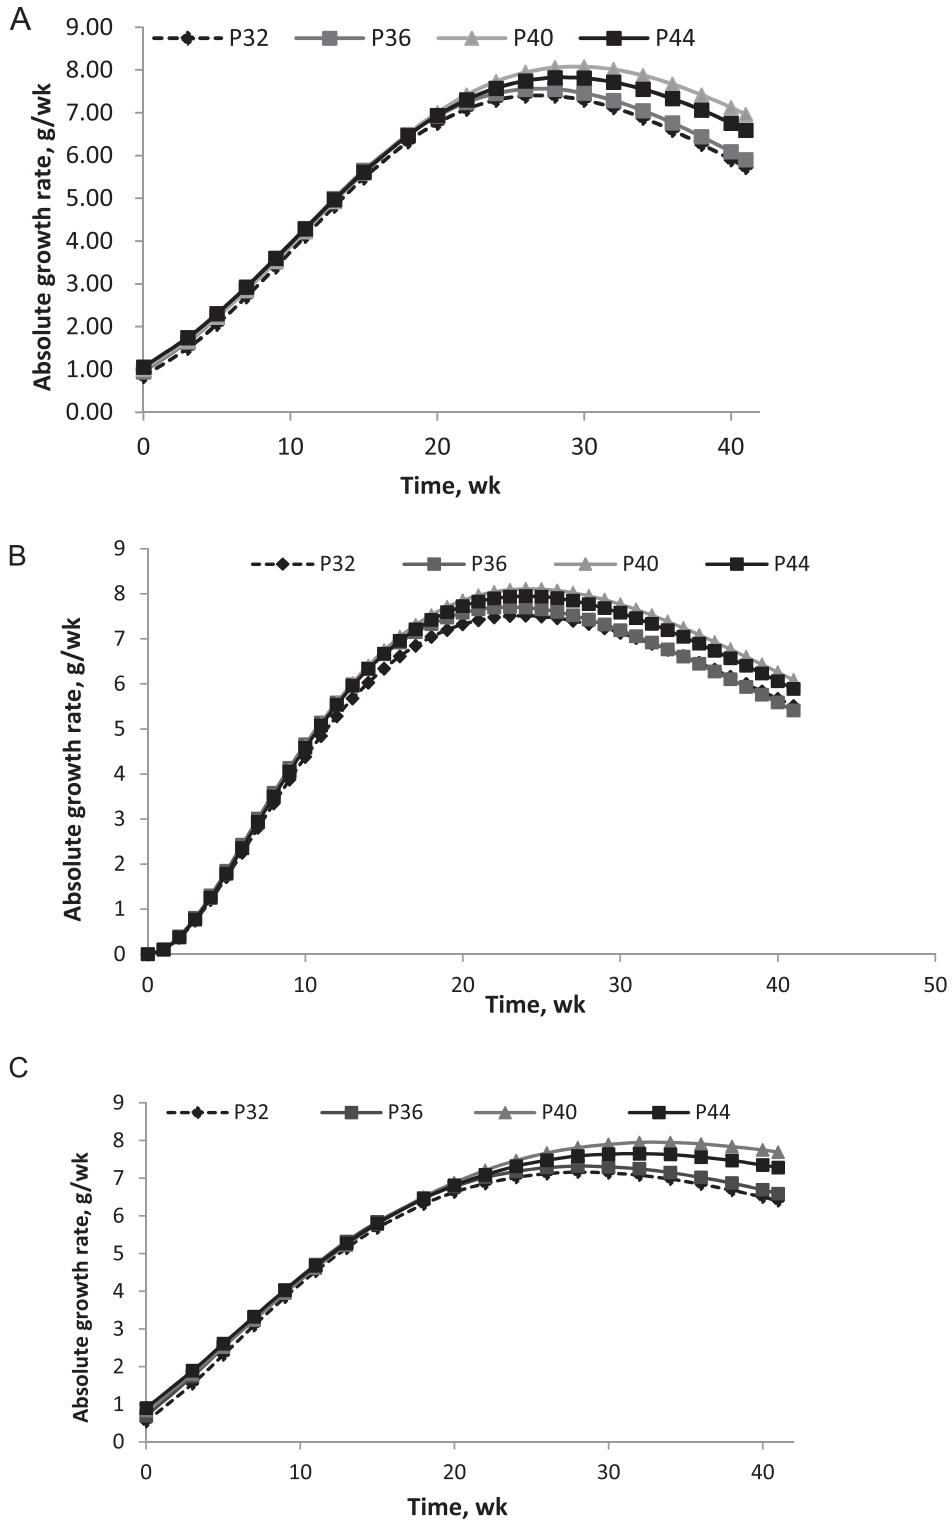 A
P32 P36 P40 P44
9.00
8.00
7.00
6.00
5.00
4.00
3.00
2.00
1.00
0.00
Absolute growth rate, g/wk
0 10 20 30 40
Time, wk
B
P32 P36 P40 P44
9
8
7
6
5
4
3
2
1
0
Absolute growth rate, g/wk
0 10 20 30 40 50
Time, wk
C
P32 P36 P40 P44
9
8
7
6
5
4
3
2
1
0
Absolute growth rate, g/wk
0 10 20 30 40
Time, wk